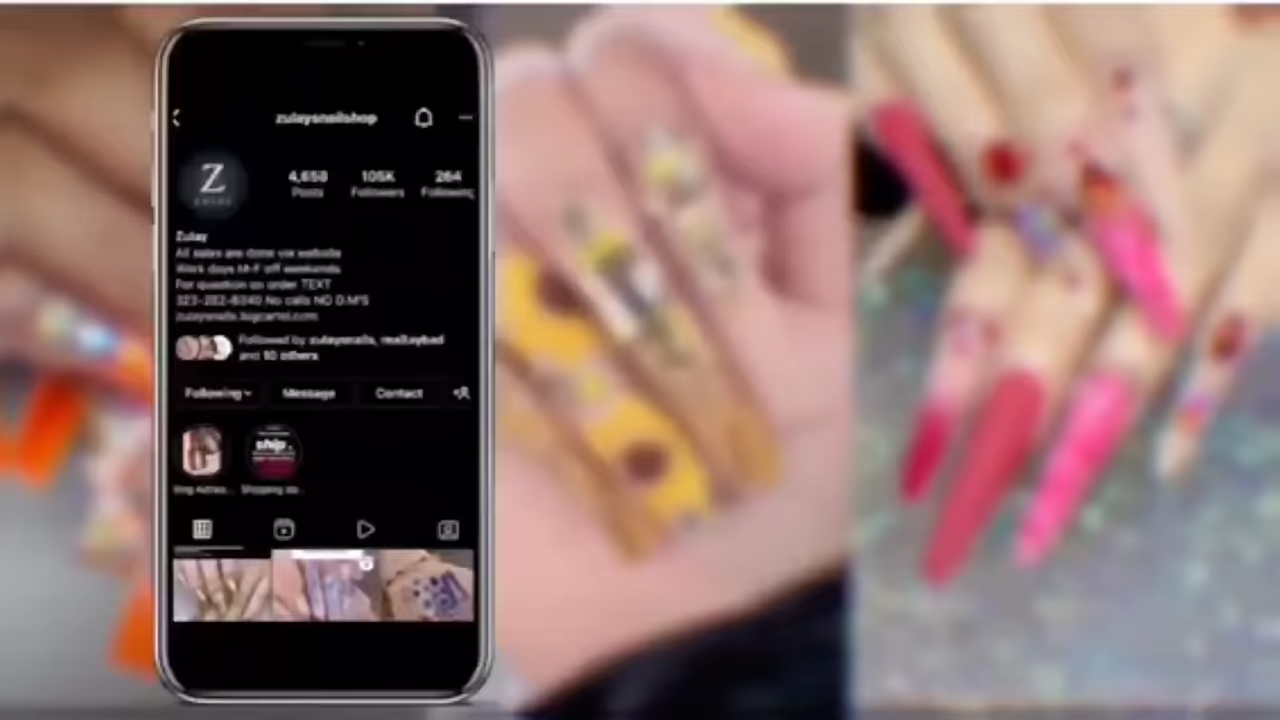 zulaysnailshop
Z
4,658 105K 264
Posts Followers Following
Zulay
All sales are done via website
Work days M-F off weekends
For question on order TEXT
No calls NO D.M'S
zulaysnails.bigcartel.com
Followed by zulaysnails,
and 10 others
Following Message Contact
ship.
Shipping